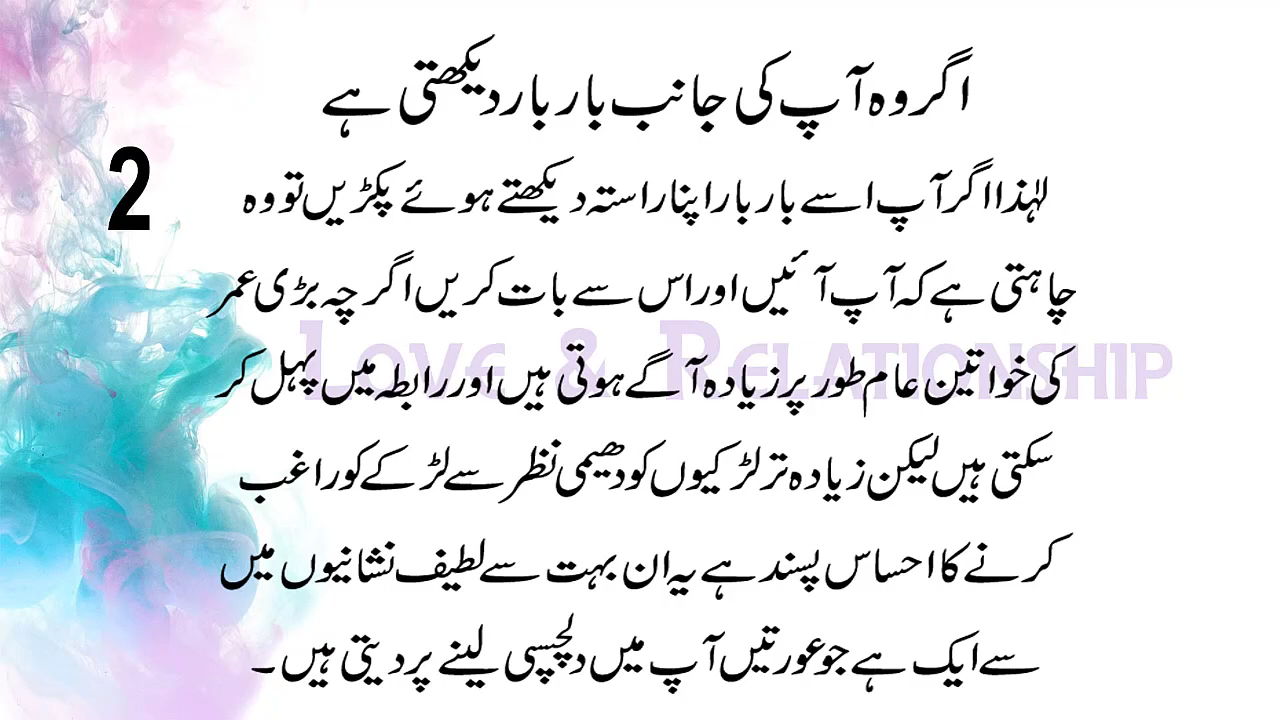 اگر وہ آپ کی جانب بار بار دیکھتی ہے
2
لہٰذا اگر آپ اسے بار بار اپنا راستہ دیکھتے ہوئے پکڑیں تو وہ
چاہتی ہے کہ آپ آئیں اور اس سے بات کریں اگرچہ بڑی عمر
LOVE & RELATIONSHIP
کی خواتین عام طور پر زیادہ آگے ہوتی ہیں اور رابطہ میں پہل کر
سکتی ہیں لیکن زیادہ تر لڑکیوں کو دھیمی نظر سے لڑکے کو راغب
کرنے کا احساس پسند ہے یہ ان بہت سے لطیف نشانیوں میں
سے ایک ہے جو عورتیں آپ میں دلچسپی لینے پر دیتی ہیں۔